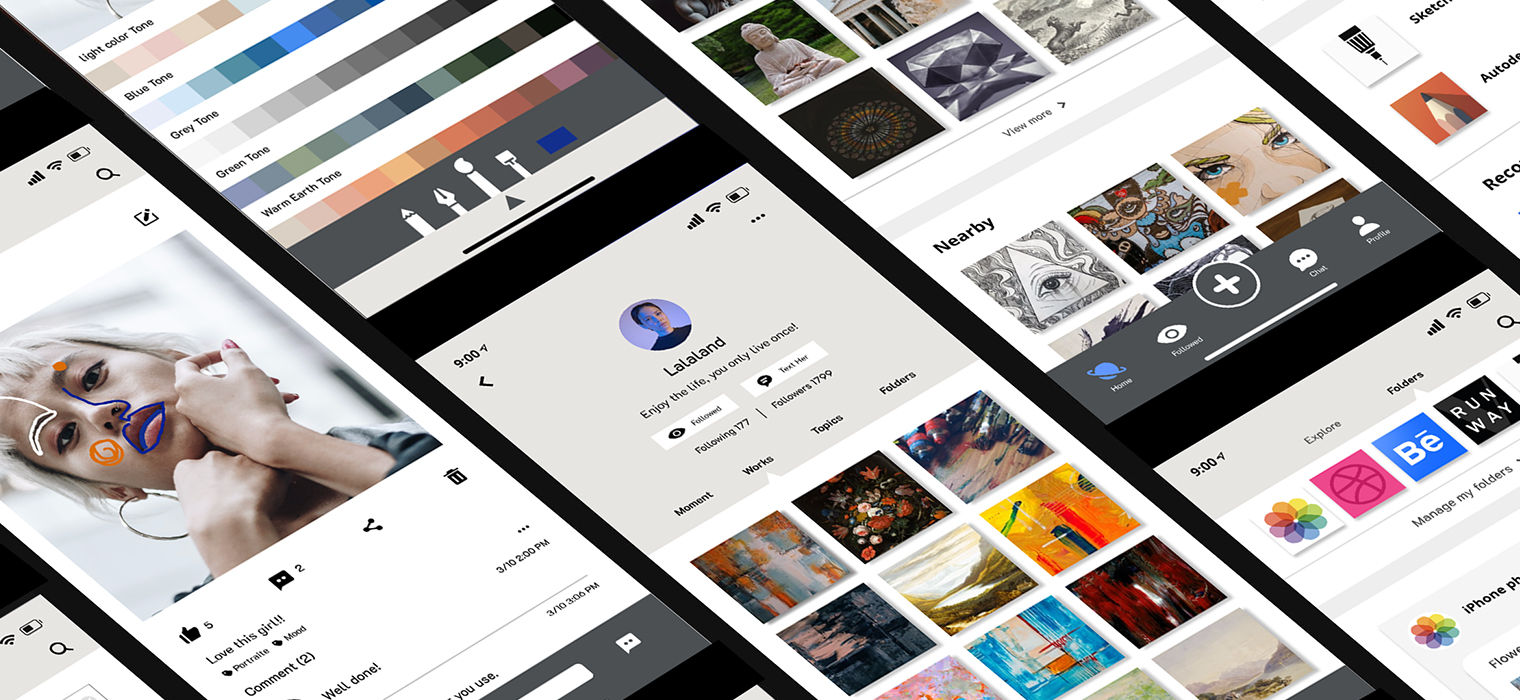 Light color Tone
Blue Tone
Grey Tone
Green Tone
Warm Earth Tone
5
2
3/10 2:00 PM
Love this girl!!
Portraite
Mood
Comment (2)
3/10 3:06 PM
Well done!
you use.
9:00
Lalaland
Enjoy the life, you only live once!
Followed
Text Her
Following 177 | Followers 1799
Moment
Works
Topics
Folders
View more
Nearby
Home
Followed
Chat
Profile
9:00
Explore
Folders
Bē
RUN
WAY
Manage my folders
iPhone ph
Flowe
Sketch
Autode
Reco